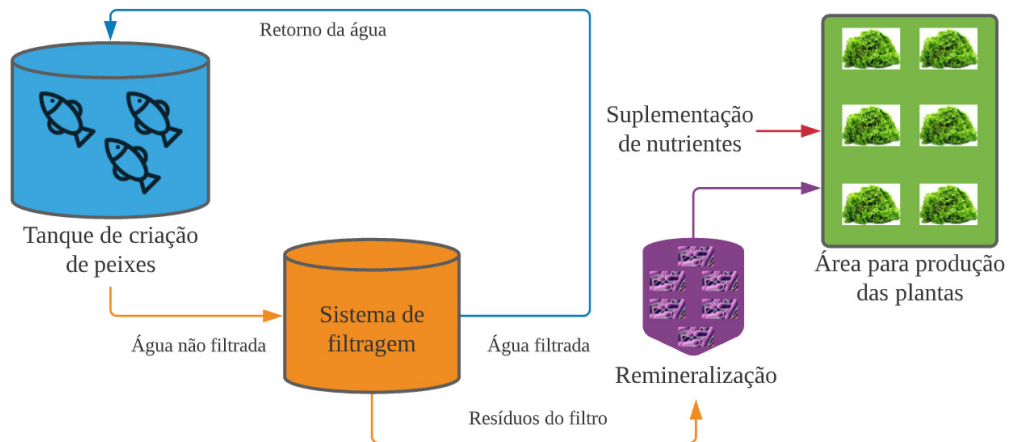 Retorno da água
Tanque de criação
de peixes
Água não filtrada
Sistema de
filtragem
Água filtrada
Resíduos do filtro
Remineralização
Suplementação
de nutrientes
Área para produção
das plantas